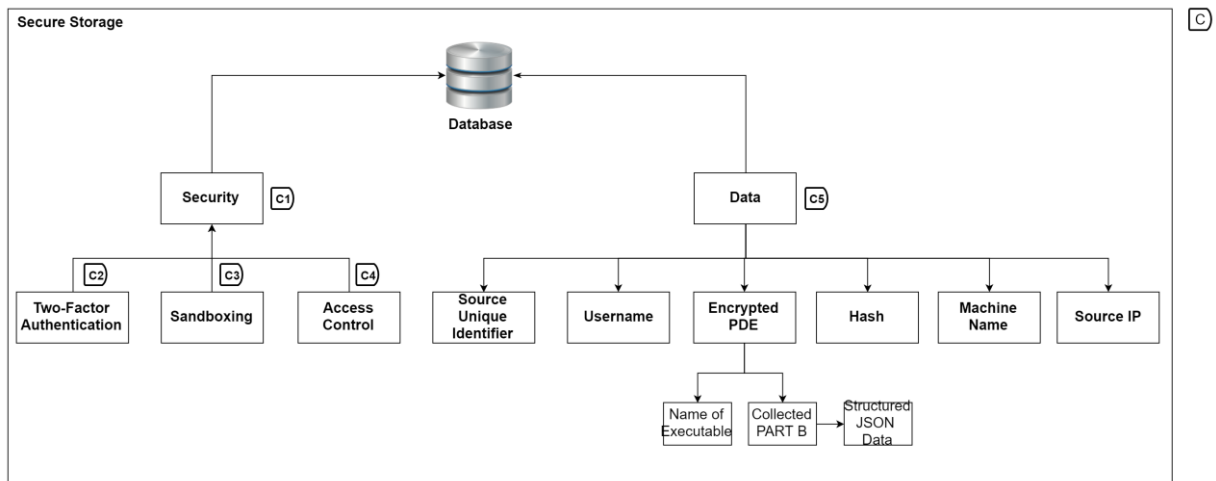 Secure Storage
C
Database
Security
C1
Data
C5
C2
C3
C4
Two-Factor
Authentication
Sandboxing
Access
Control
Source
Unique
Identifier
Username
Encrypted
PDE
Hash
Machine
Name
Source IP
Name of
Executable
Collected
PART B
Structured
JSON
Data